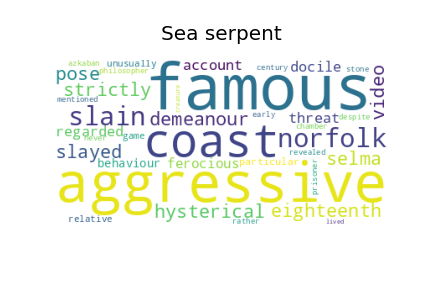 Sea serpent
azkaban unusually account century docile stone
pose philosopher famous video
strictly creature
mentioned
slain demeanour early threat despite
regarded never game coast chamber norfolk
slayed behaviour ferocious particular revealed selma
aggressive prisoner
hysterical eighteenth
relative rather lived